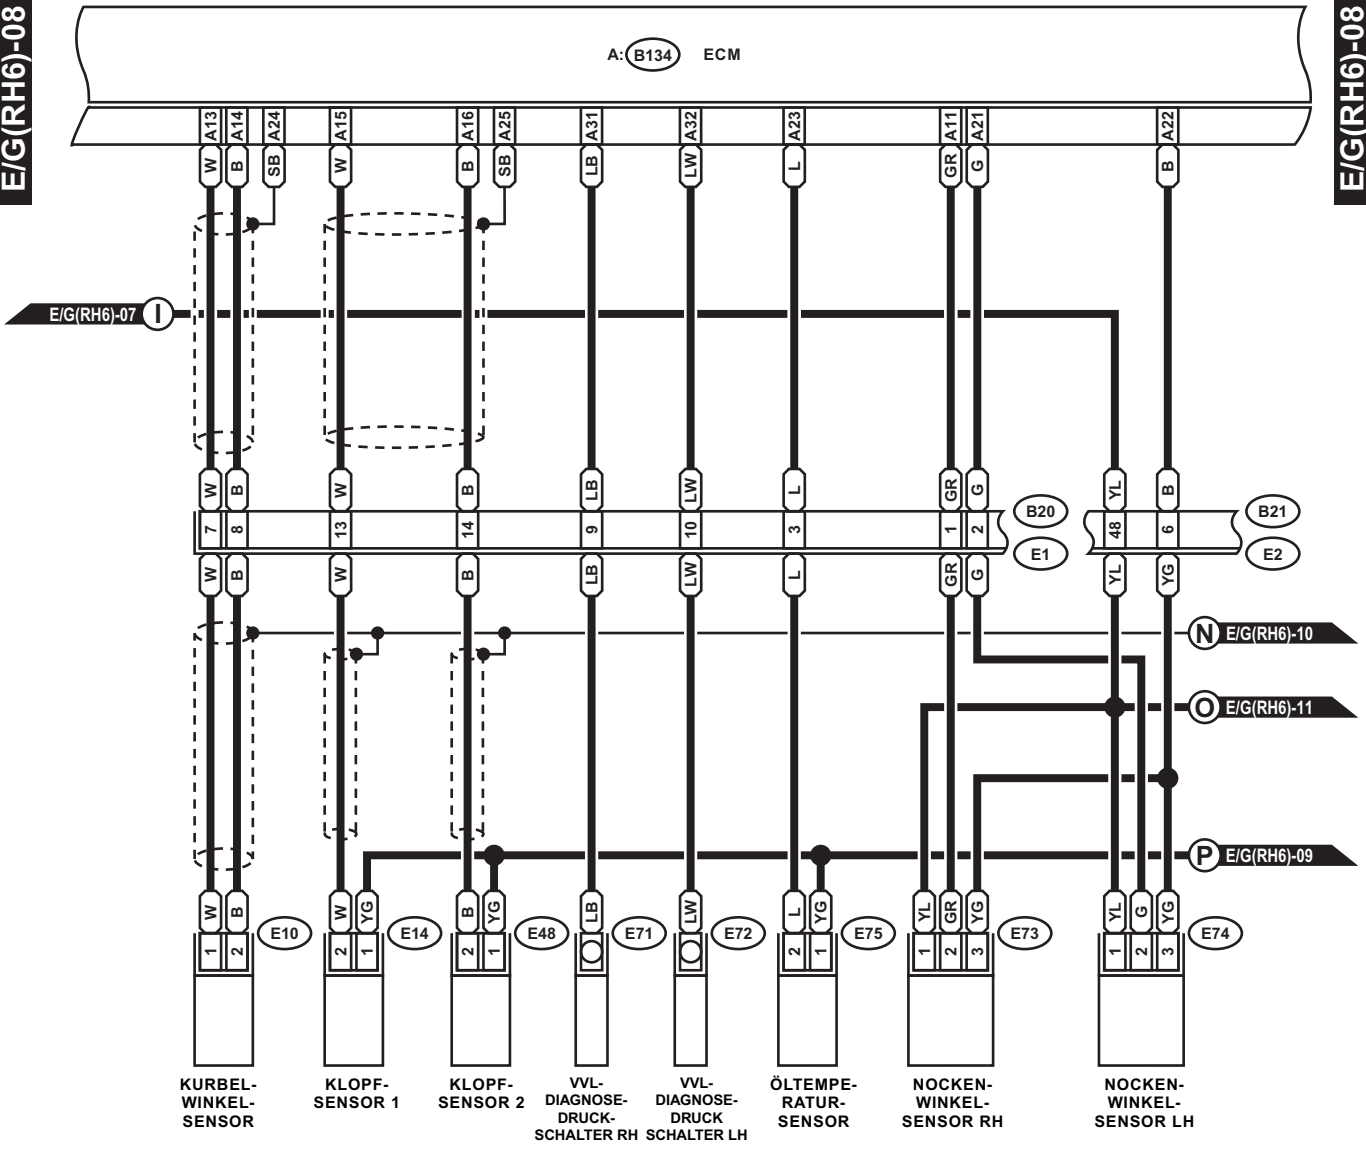 E/G(RH6)-08
E/G(RH6)-08
A: B134 ECM
A13 A14 A24 A15 A16 A25 A31 A32 A23 A11 A21 A22
W B SB W B SB LB LW L GR G B
E/G(RH6)-07 I
W B W B LB LW L GR G YL B
7 8 13 14 9 10 3 1 2 B20 48 6 B21
E1 E2
W B W B LB LW L GR G YL YG
N E/G(RH6)-10
O E/G(RH6)-11
P E/G(RH6)-09
W B W YG B YG LB LW L YG YL GR YG YL G YG
E10 E14 E48 E71 E72 E75 E73 E74
1 2 2 1 2 1 2 1 1 2 3 1 2 3
KURBEL-
WINKEL-
SENSOR
KLOPF-
SENSOR 1
KLOPF-
SENSOR 2
VVL-
DIAGNOSE-
DRUCK-
SCHALTER RH
VVL-
DIAGNOSE-
DRUCK
SCHALTER LH
ÖLTEMPE-
RATUR-
SENSOR
NOCKEN-
WINKEL-
SENSOR RH
NOCKEN-
WINKEL-
SENSOR LH